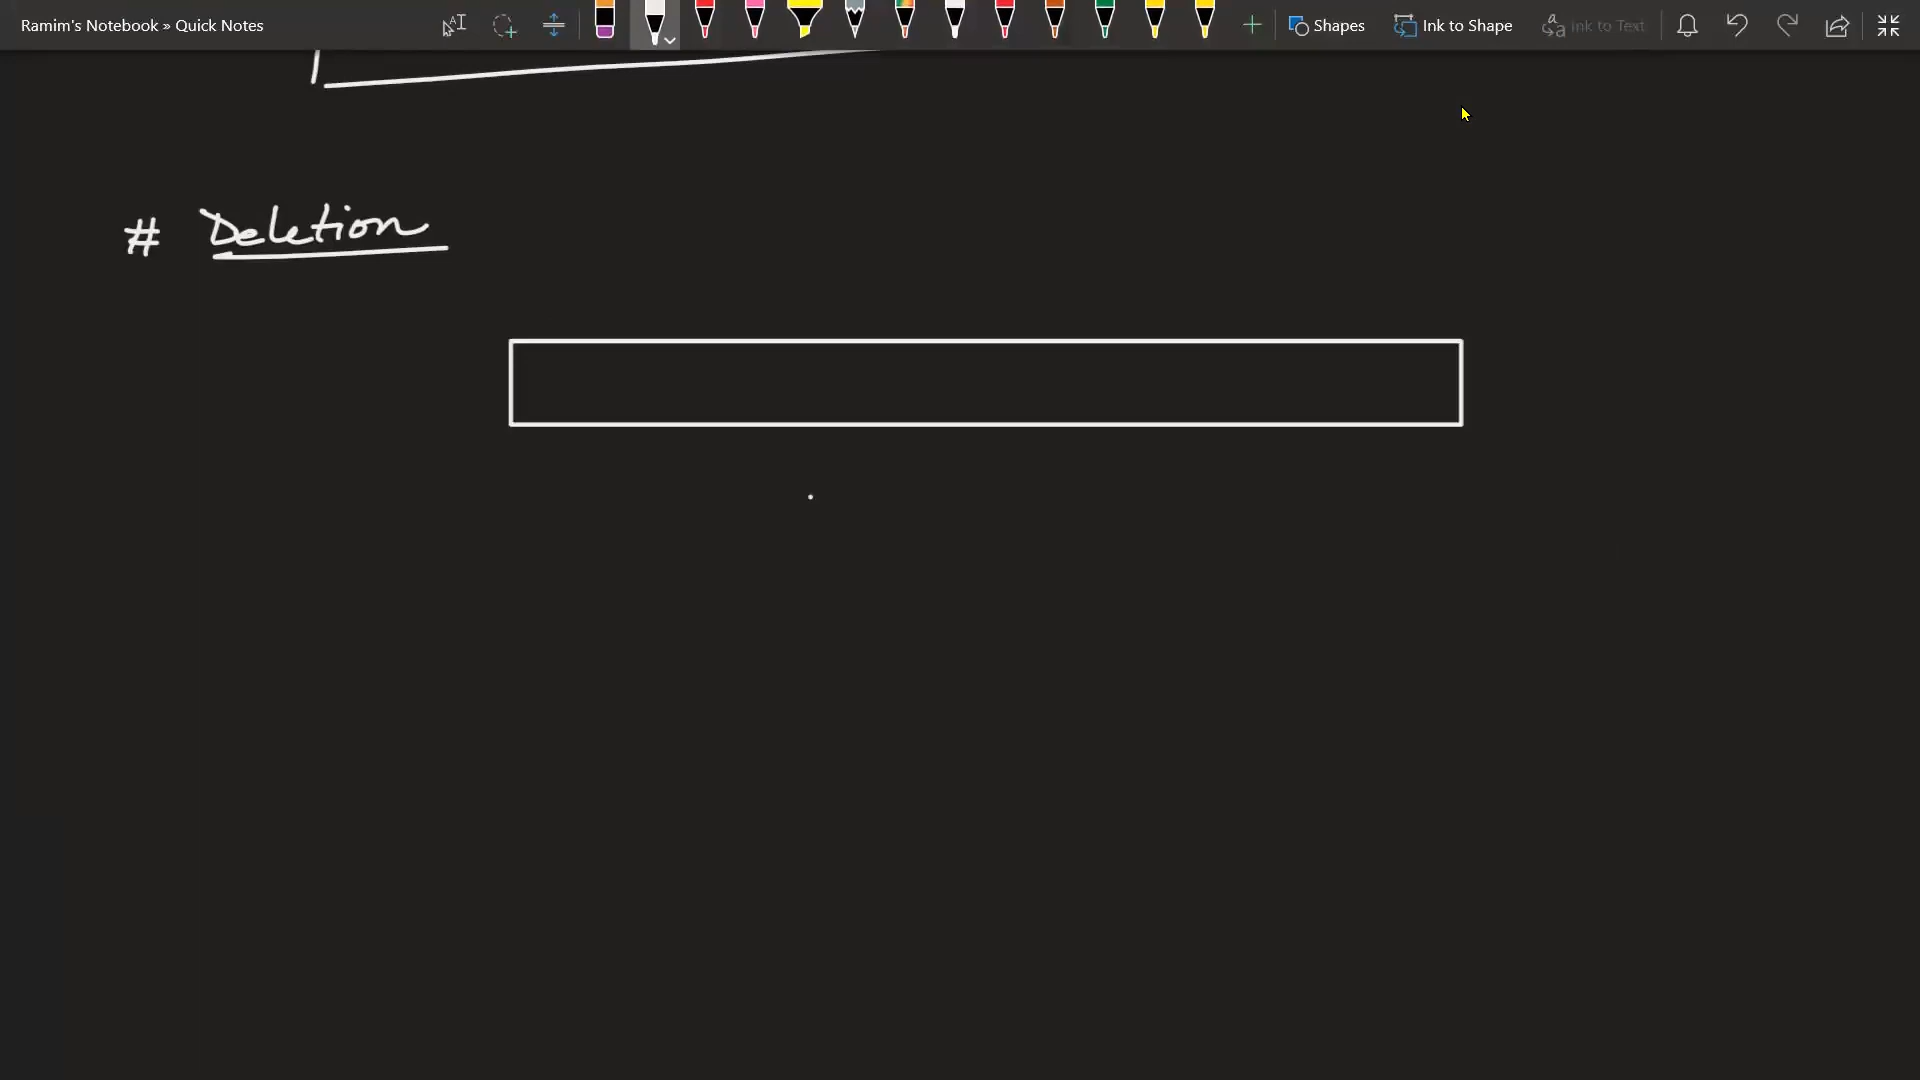 Ramim's Notebook » Quick Notes
Shapes
Ink to Shape
Ink to Text
# Deletion